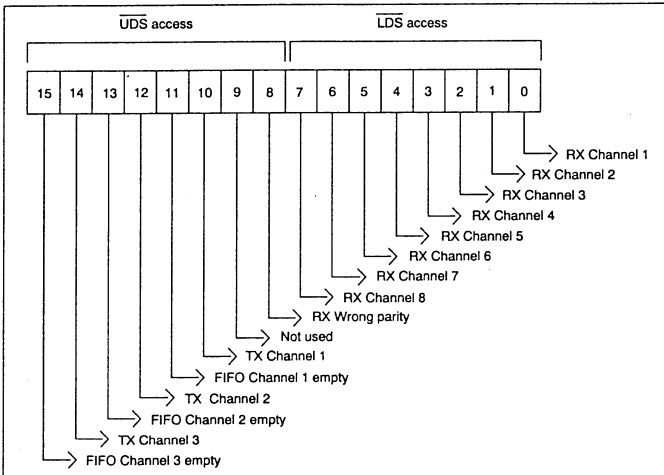 UDS access LDS access
15 14 13 12 11 10 9 8 7 6 5 4 3 2 1 0
RX Channel 1
RX Channel 2
RX Channel 3
RX Channel 4
RX Channel 5
RX Channel 6
RX Channel 7
RX Channel 8
RX Wrong parity
Not used
TX Channel 1
FIFO Channel 1 empty
TX Channel 2
FIFO Channel 2 empty
TX Channel 3
FIFO Channel 3 empty